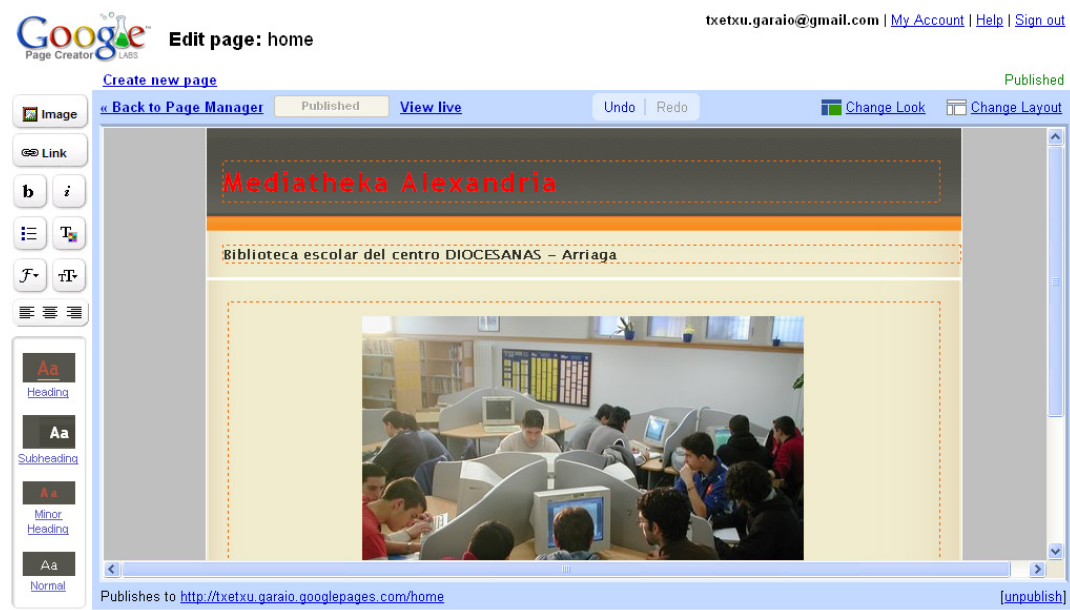 Google
Page Creator LABS
Edit page: home
txetxu.garaio@gmail.com | My Account | Help | Sign out
Create new page
Published
« Back to Page Manager
Published
View live
Undo
Redo
Change Look
Change Layout
Image
Link
b
i
T
F
TT
Aa
Heading
Aa
Subheading
Aa
Minor
Heading
Aa
Normal
Mediatheka Alexandria
Biblioteca escolar del centro DIOCESANAS – Arriaga
Publishes to http://txetxu.garaio.googlepages.com/home
[unpublish]